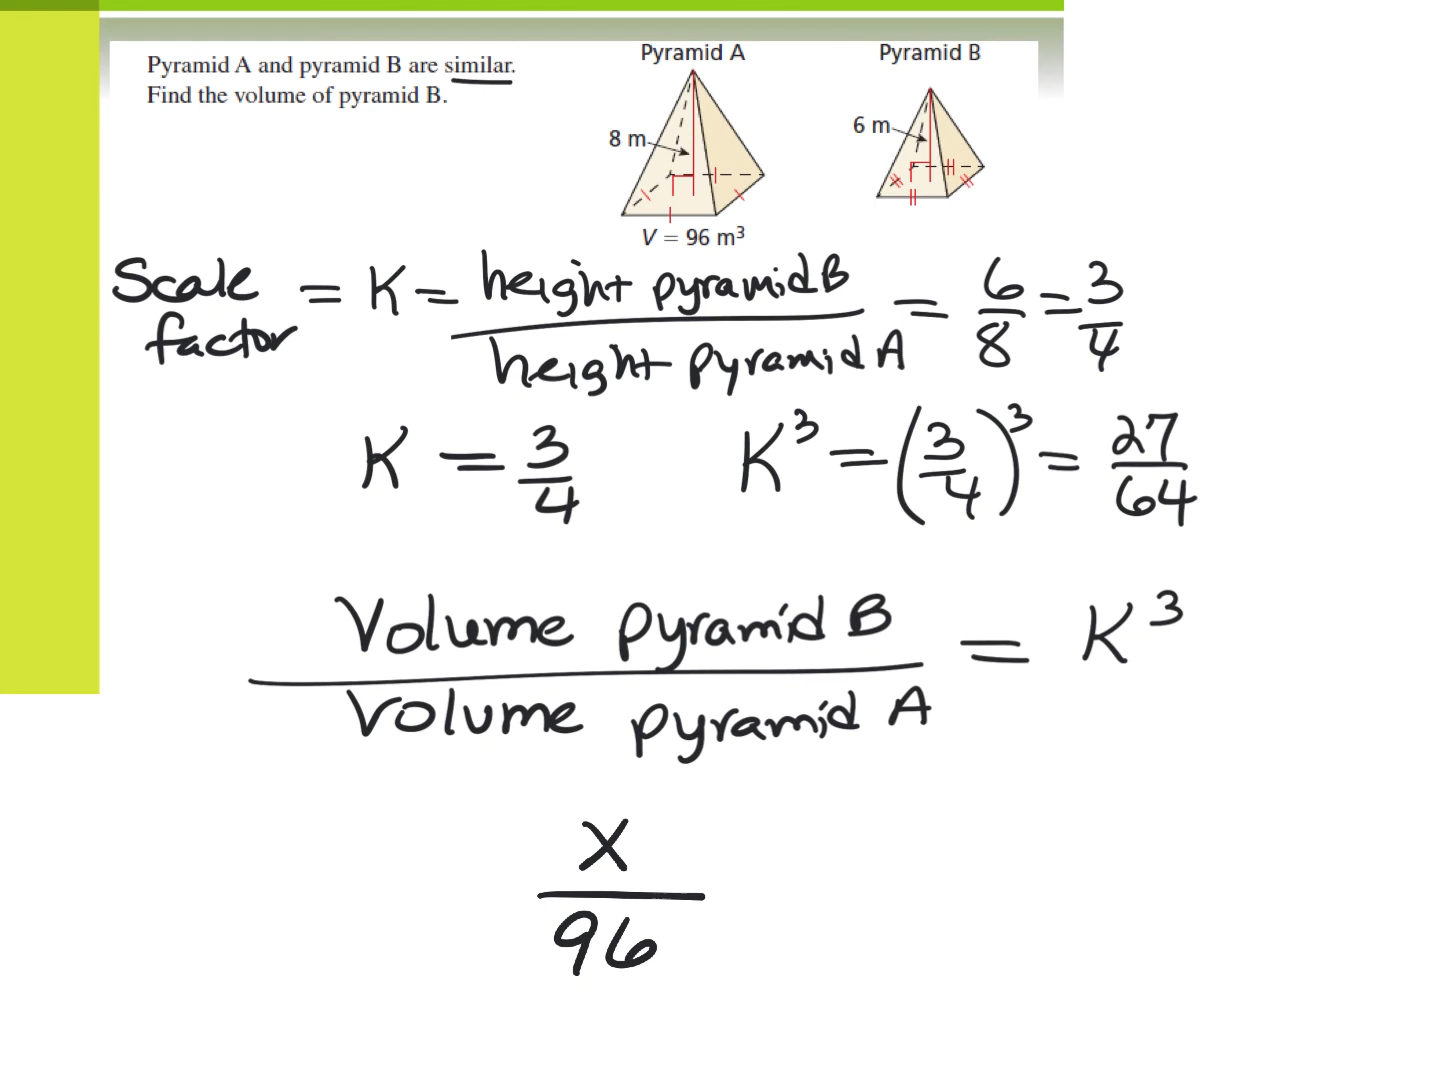 Pyramid A and pyramid B are similar.
Find the volume of pyramid B.
Pyramid A
Pyramid B
8 m
6 m
V = 96 m³
Scale factor = K = height pyramid B / height pyramid A = 6/8 = 3/4
K = 3/4
K³ = (3/4)³ = 27/64
Volume pyramid B / Volume pyramid A = K³
X / 96